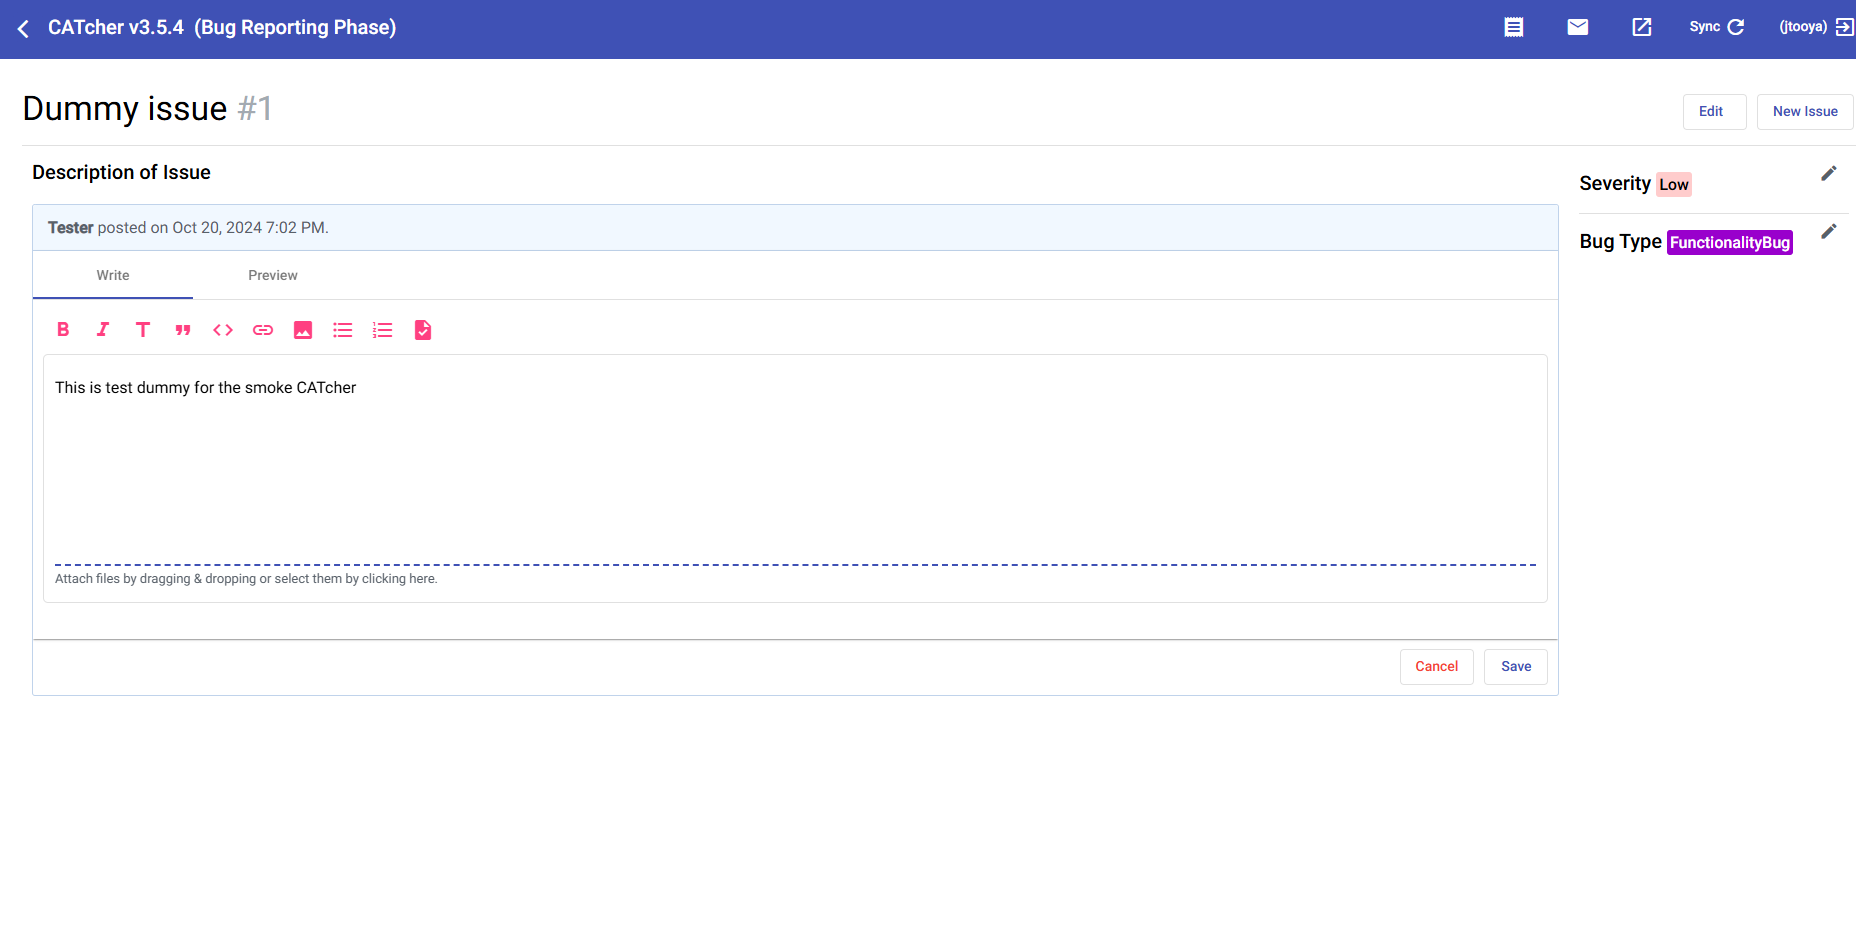 CATcher v3.5.4 (Bug Reporting Phase)
Sync
(jtooya)
Dummy issue #1
Edit
New Issue
Description of Issue
Severity Low
Tester posted on Oct 20, 2024 7:02 PM.
Bug Type FunctionalityBug
Write
Preview
This is test dummy for the smoke CATcher
Attach files by dragging & dropping or select them by clicking here.
Cancel
Save